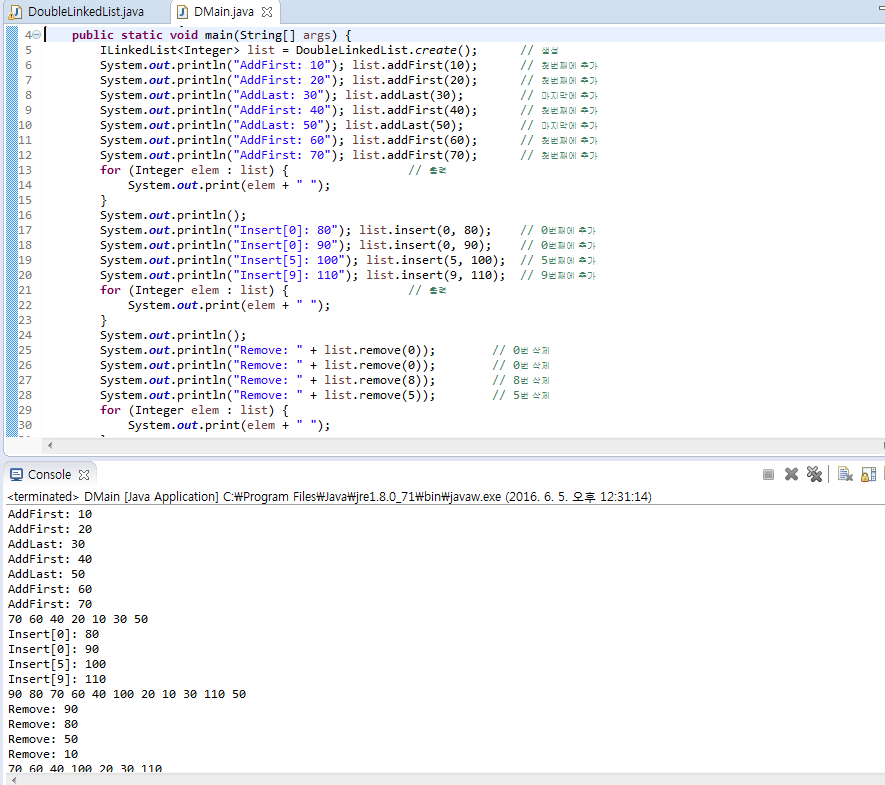 DoubleLinkedList.java DMain.java
4 public static void main(String[] args) {
5 ILinkedList<Integer> list = DoubleLinkedList.create(); // 생성
6 System.out.println("AddFirst: 10"); list.addFirst(10); // 첫번째에 추가
7 System.out.println("AddFirst: 20"); list.addFirst(20); // 첫번째에 추가
8 System.out.println("AddLast: 30"); list.addLast(30); // 마지막에 추가
9 System.out.println("AddFirst: 40"); list.addFirst(40); // 첫번째에 추가
10 System.out.println("AddLast: 50"); list.addLast(50); // 마지막에 추가
11 System.out.println("AddFirst: 60"); list.addFirst(60); // 첫번째에 추가
12 System.out.println("AddFirst: 70"); list.addFirst(70); // 첫번째에 추가
13 for (Integer elem : list) { // 출력
14 System.out.print(elem + " ");
15 }
16 System.out.println();
17 System.out.println("Insert[0]: 80"); list.insert(0, 80); // 0번째에 추가
18 System.out.println("Insert[0]: 90"); list.insert(0, 90); // 0번째에 추가
19 System.out.println("Insert[5]: 100"); list.insert(5, 100); // 5번째에 추가
20 System.out.println("Insert[9]: 110"); list.insert(9, 110); // 9번째에 추가
21 for (Integer elem : list) { // 출력
22 System.out.print(elem + " ");
23 }
24 System.out.println();
25 System.out.println("Remove: " + list.remove(0)); // 0번 삭제
26 System.out.println("Remove: " + list.remove(0)); // 0번 삭제
27 System.out.println("Remove: " + list.remove(8)); // 8번 삭제
28 System.out.println("Remove: " + list.remove(5)); // 5번 삭제
29 for (Integer elem : list) {
30 System.out.print(elem + " ");
Console
<terminated> DMain [Java Application] C:₩Program Files₩Java₩jre1.8.0_71₩bin₩javaw.exe (2016. 6. 5. 오후 12:31:14)
AddFirst: 10
AddFirst: 20
AddLast: 30
AddFirst: 40
AddLast: 50
AddFirst: 60
AddFirst: 70
70 60 40 20 10 30 50
Insert[0]: 80
Insert[0]: 90
Insert[5]: 100
Insert[9]: 110
90 80 70 60 40 100 20 10 30 110 50
Remove: 90
Remove: 80
Remove: 50
Remove: 10
70 60 40 100 20 30 110